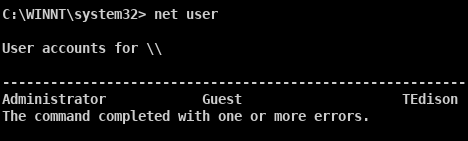 C:\WINNT\system32> net user
User accounts for \\
----------------------------------------------------------
Administrator            Guest                    TEdison
The command completed with one or more errors.